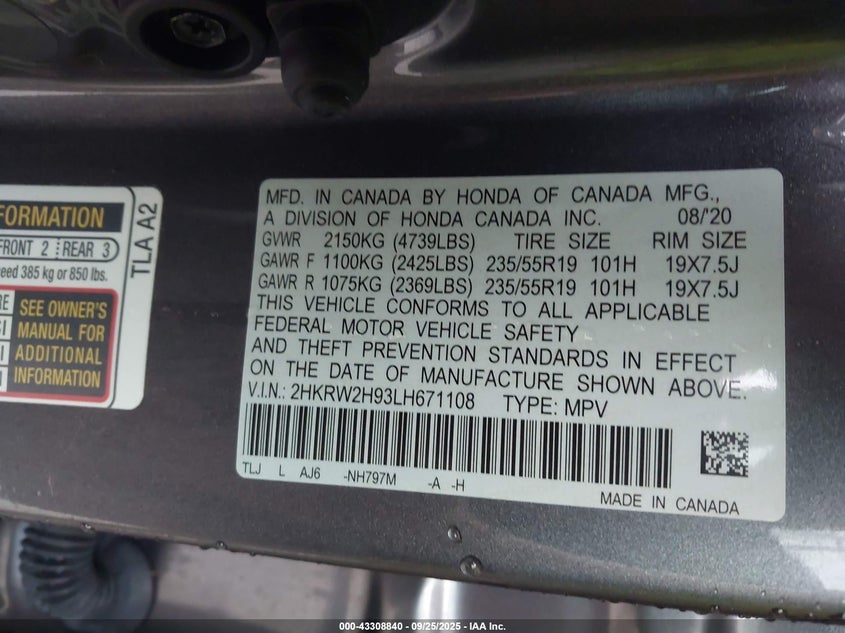 FORMATION
FRONT 2 REAR 3
eed 385 kg or 850 lbs.
SEE OWNER'S
MANUAL FOR
ADDITIONAL
INFORMATION
TLA A2
MFD. IN CANADA BY HONDA OF CANADA MFG.,
A DIVISION OF HONDA CANADA INC. 08/'20
GVWR 2150KG (4739LBS) TIRE SIZE RIM SIZE
GAWR F 1100KG (2425LBS) 235/55R19 101H 19X7.5J
GAWR R 1075KG (2369LBS) 235/55R19 101H 19X7.5J
THIS VEHICLE CONFORMS TO ALL APPLICABLE
FEDERAL MOTOR VEHICLE SAFETY
AND THEFT PREVENTION STANDARDS IN EFFECT
ON THE DATE OF MANUFACTURE SHOWN ABOVE.
V.I.N.: 2HKRW2H93LH671108 TYPE: MPV
TLJ L AJ6 -NH797M -A -H
MADE IN CANADA
000-43308840 - 09/25/2025 - IAA Inc.